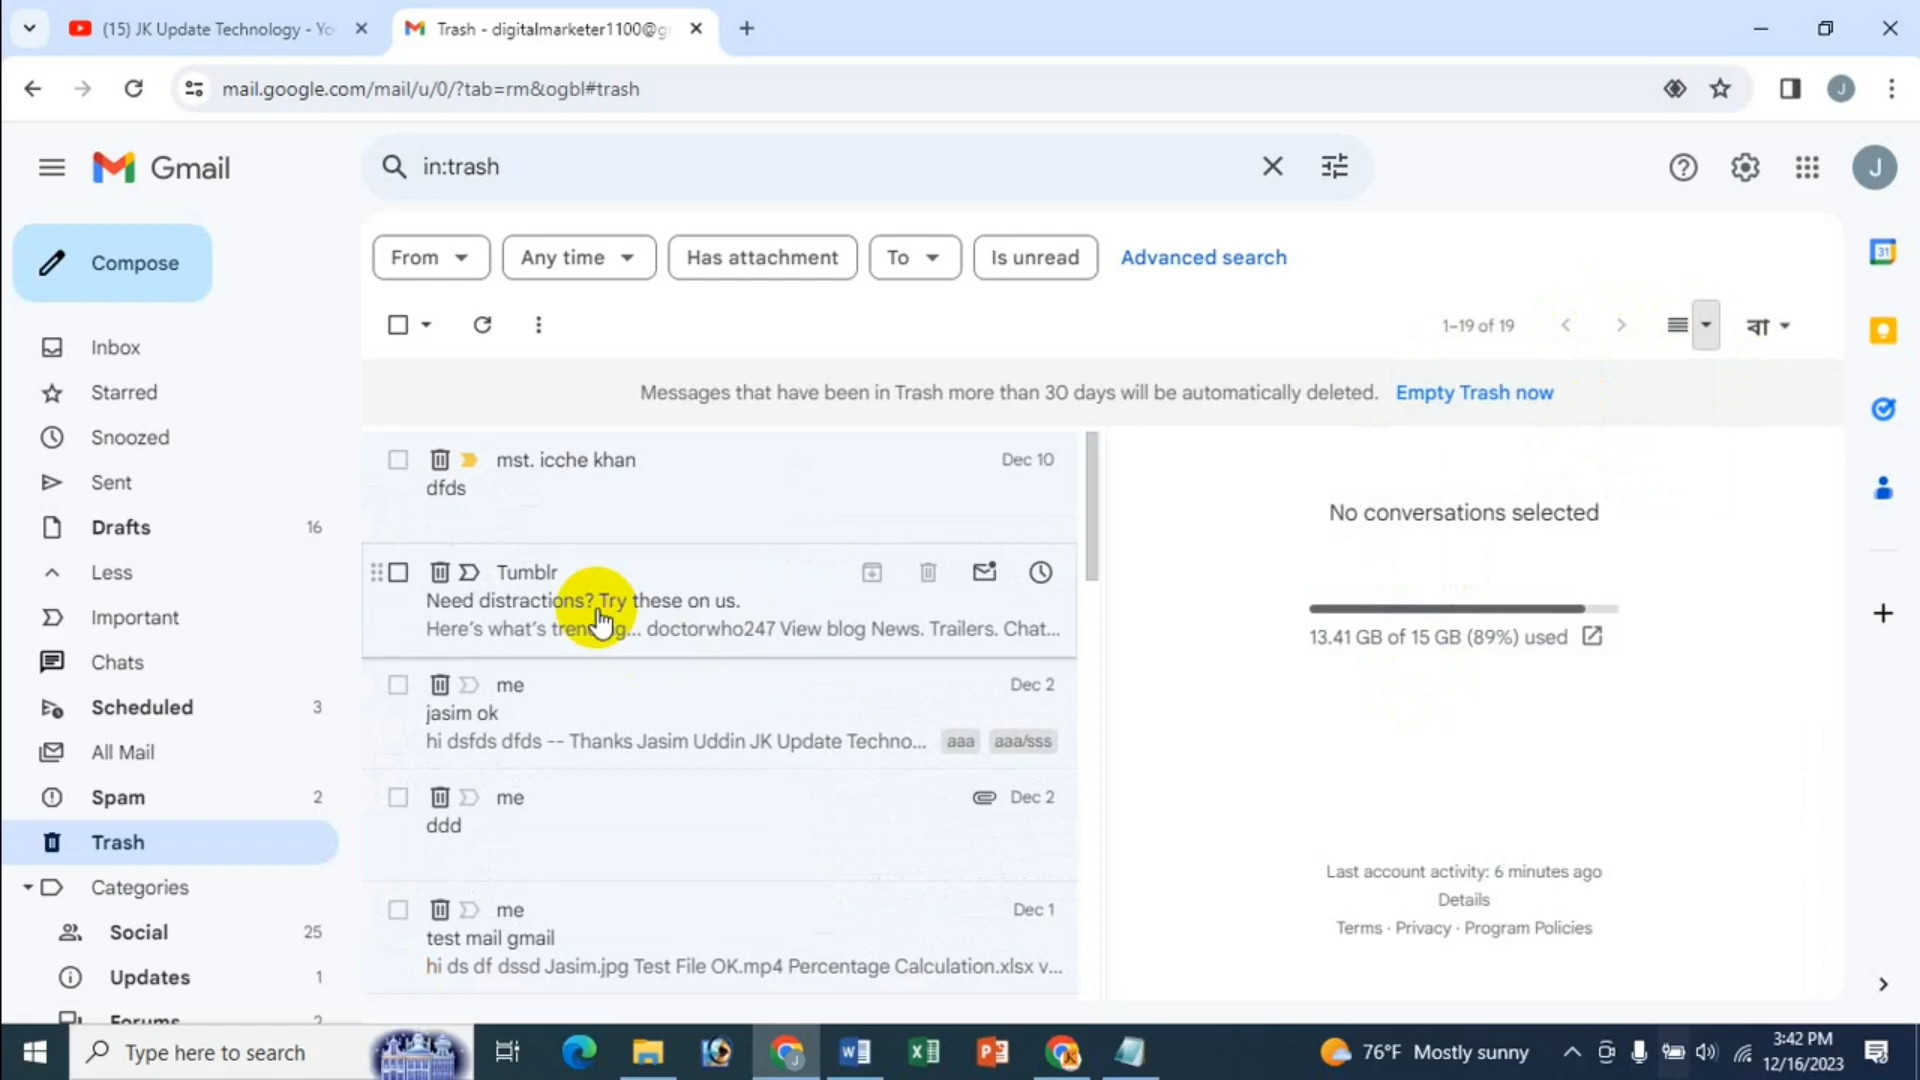 (15) JK Update Technology - Yo
Trash - digitalmarketer1100@g
mail.google.com/mail/u/0/?tab=rm&ogbl#trash
J
Gmail
in:trash
J
Compose
From
Any time
Has attachment
To
Is unread
Advanced search
1–19 of 19
বা
31
Messages that have been in Trash more than 30 days will be automatically deleted. Empty Trash now
Inbox
Starred
Snoozed
Sent
Drafts 16
Less
Important
Chats
Scheduled 3
All Mail
Spam 2
Trash
Categories
Social 25
Updates 1
Forums 2
mst. icche khan Dec 10
dfds
Tumblr
Need distractions? Try these on us.
Here's what's trending... doctorwho247 View blog News. Trailers. Chat...
me Dec 2
jasim ok
hi dsfds dfds -- Thanks Jasim Uddin JK Update Techno... aaa aaa/sss
me Dec 2
ddd
me Dec 1
test mail gmail
hi ds df dssd Jasim.jpg Test File OK.mp4 Percentage Calculation.xlsx v...
No conversations selected
13.41 GB of 15 GB (89%) used
Last account activity: 6 minutes ago
Details
Terms · Privacy · Program Policies
Type here to search
76°F Mostly sunny
3:42 PM
12/16/2023